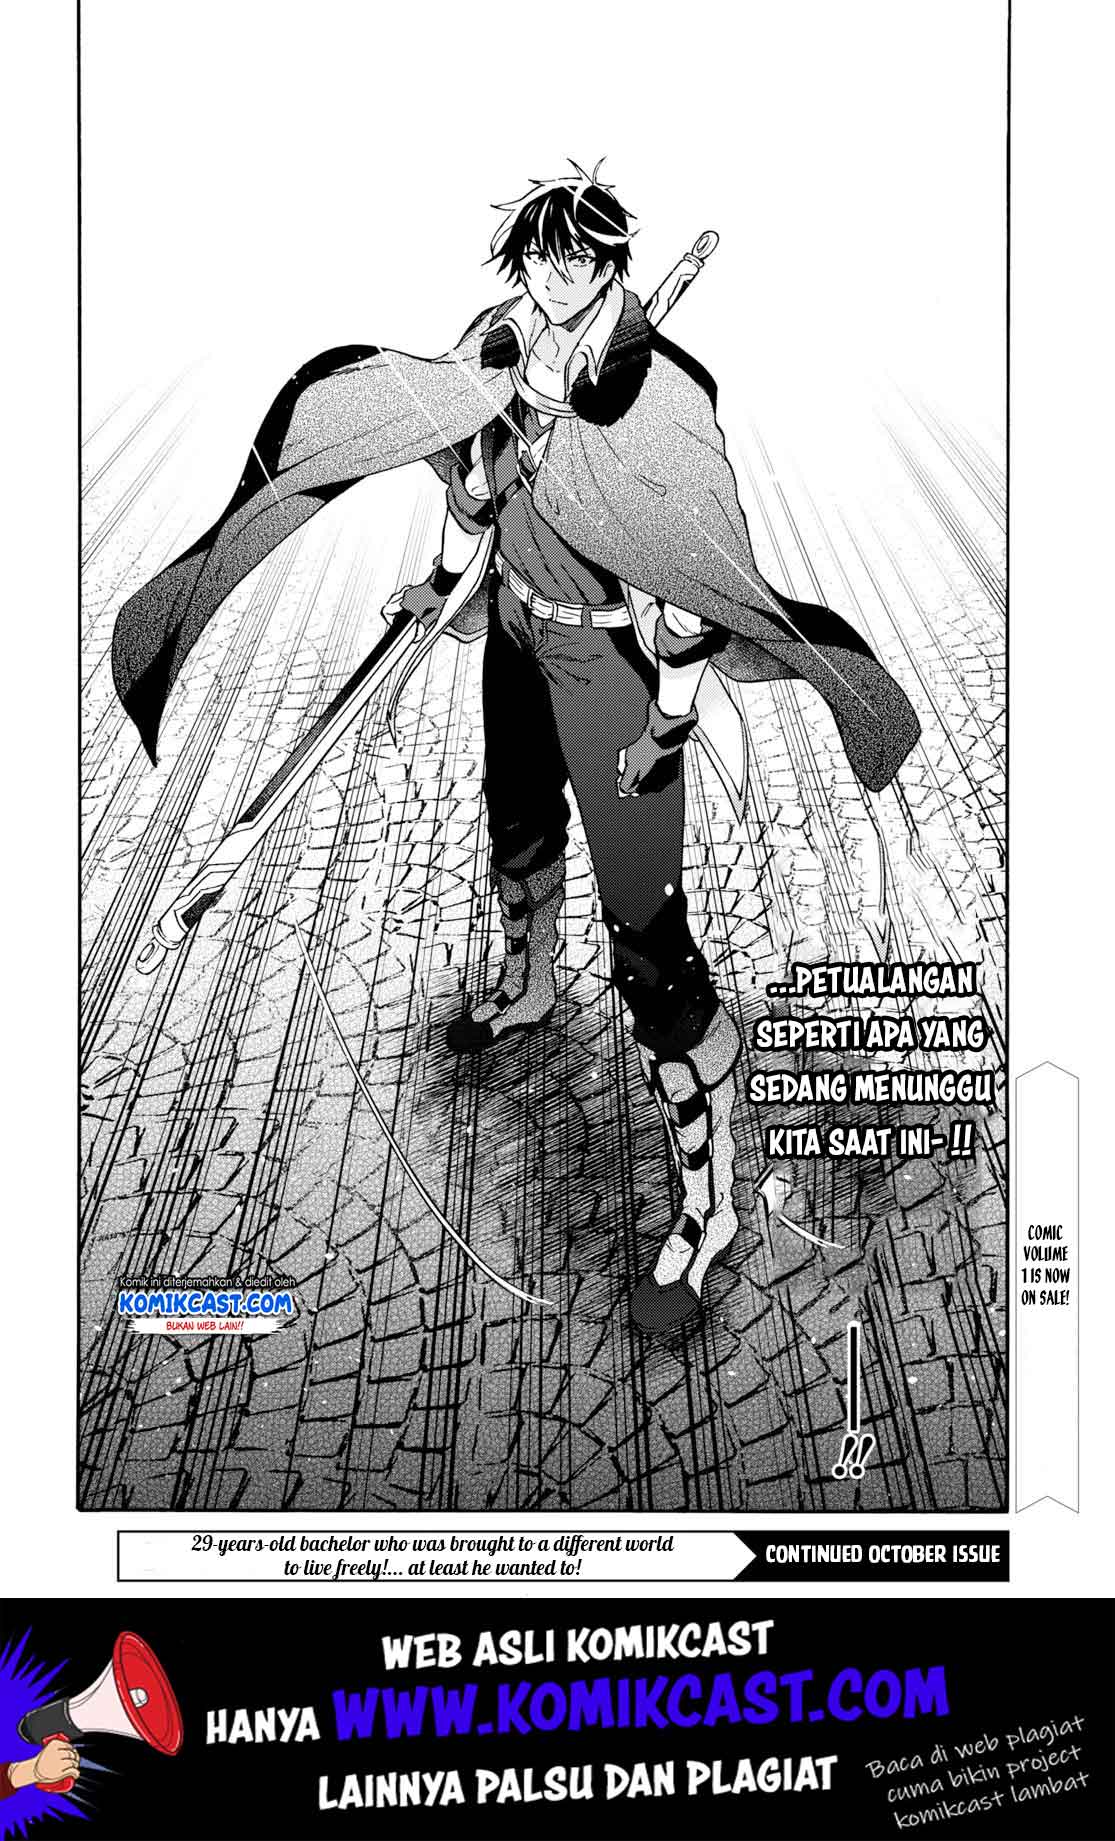 ...PETUALANGAN
SEPERTI APA YANG
SEDANG MENUNGGU
KITA SAAT INI- !!
COMIC
VOLUME
1 IS NOW
ON SALE!
Komik ini diterjemahkan & diedit oleh
KOMIKCAST.COM
BUKAN WEB LAIN!!
!!
29-years-old bachelor who was brought to a different world
to live freely!... at least he wanted to!
CONTINUED OCTOBER ISSUE
WEB ASLI KOMIKCAST
HANYA WWW.KOMIKCAST.COM
LAINNYA PALSU DAN PLAGIAT
Baca di web plagiat
cuma bikin project
komikcast lambat